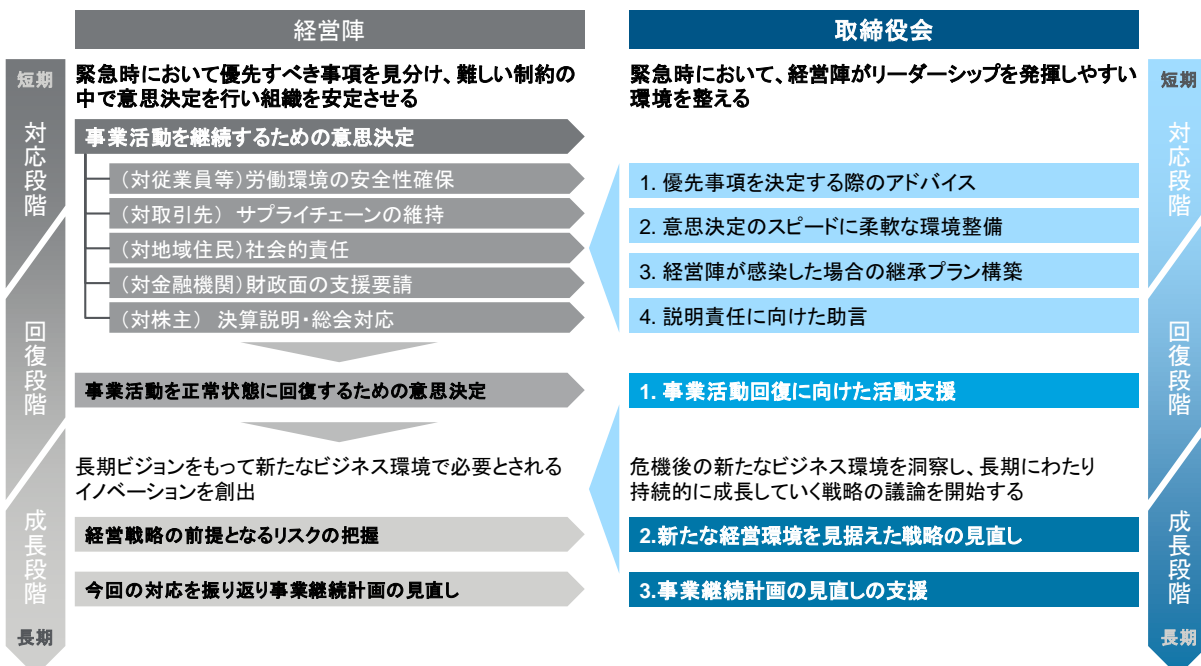 経営陣
取締役会
短期
対応段階
回復段階
成長段階
長期
緊急時において優先すべき事項を見分け、難しい制約の
中で意思決定を行い組織を安定させる
事業活動を継続するための意思決定
（対従業員等）労働環境の安全性確保
（対取引先） サプライチェーンの維持
（対地域住民）社会的責任
（対金融機関）財政面の支援要請
（対株主） 決算説明・総会対応
事業活動を正常状態に回復するための意思決定
長期ビジョンをもって新たなビジネス環境で必要とされる
イノベーションを創出
経営戦略の前提となるリスクの把握
今回の対応を振り返り事業継続計画の見直し
緊急時において、経営陣がリーダーシップを発揮しやすい
環境を整える
1. 優先事項を決定する際のアドバイス
2. 意思決定のスピードに柔軟な環境整備
3. 経営陣が感染した場合の継承プラン構築
4. 説明責任に向けた助言
1. 事業活動回復に向けた活動支援
危機後の新たなビジネス環境を洞察し、長期にわたり
持続的に成長していく戦略の議論を開始する
2.新たな経営環境を見据えた戦略の見直し
3.事業継続計画の見直しの支援
短期
対応段階
回復段階
成長段階
長期